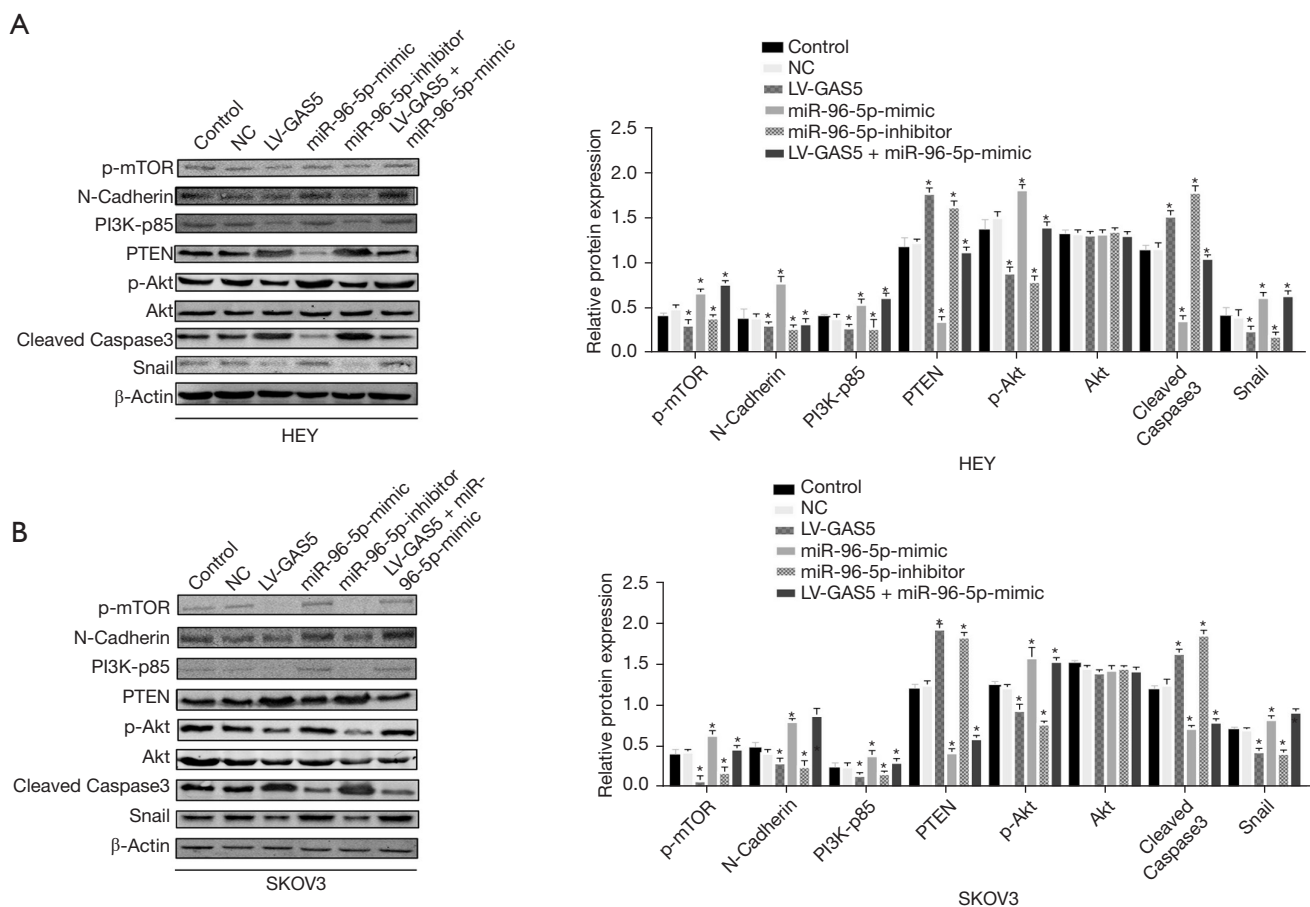 A
Control
NC
LV-GAS5
miR-96-5p-mimic
miR-96-5p-inhibitor
LV-GAS5 +
miR-96-5p-mimic
p-mTOR
N-Cadherin
PI3K-p85
PTEN
p-Akt
Akt
Cleaved Caspase3
Snail
β-Actin
HEY
Control
NC
LV-GAS5
miR-96-5p-mimic
miR-96-5p-inhibitor
LV-GAS5 + miR-96-5p-mimic
Relative protein expression
2.5
2.0
1.5
1.0
0.5
0.0
p-mTOR
N-Cadherin
PI3K-p85
PTEN
p-Akt
Akt
Cleaved
Caspase3
Snail
HEY
B
Control
NC
LV-GAS5
miR-96-5p-mimic
miR-96-5p-inhibitor
LV-GAS5 + miR-
96-5p-mimic
p-mTOR
N-Cadherin
PI3K-p85
PTEN
p-Akt
Akt
Cleaved Caspase3
Snail
β-Actin
SKOV3
Control
NC
LV-GAS5
miR-96-5p-mimic
miR-96-5p-inhibitor
LV-GAS5 + miR-96-5p-mimic
Relative protein expression
2.5
2.0
1.5
1.0
0.5
0.0
p-mTOR
N-Cadherin
PI3K-p85
PTEN
p-Akt
Akt
Cleaved
Caspase3
Snail
SKOV3